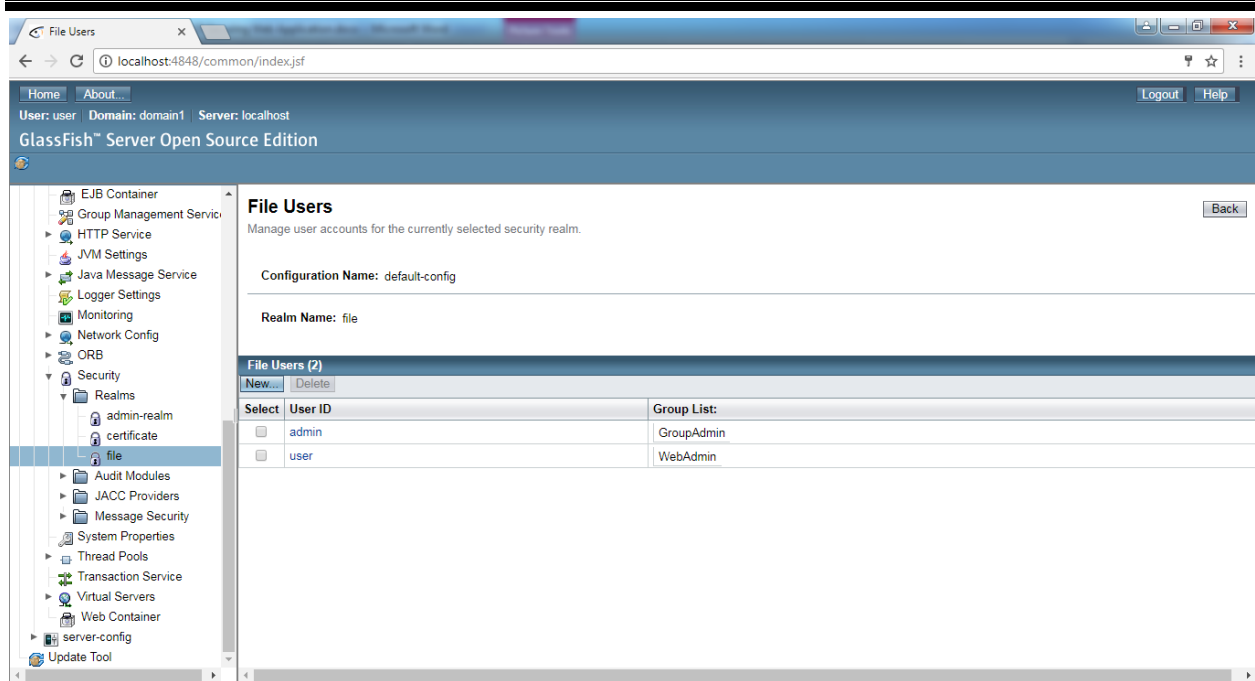 File Users
localhost:4848/common/index.jsf
Home About... Logout Help
User: user Domain: domain1 Server: localhost
GlassFish™ Server Open Source Edition
EJB Container
Group Management Servic
HTTP Service
JVM Settings
Java Message Service
Logger Settings
Monitoring
Network Config
ORB
Security
Realms
admin-realm
certificate
file
Audit Modules
JACC Providers
Message Security
System Properties
Thread Pools
Transaction Service
Virtual Servers
Web Container
server-config
Update Tool
File Users
Back
Manage user accounts for the currently selected security realm.
Configuration Name: default-config
Realm Name: file
File Users (2)
New... Delete
Select User ID Group List:
admin GroupAdmin
user WebAdmin